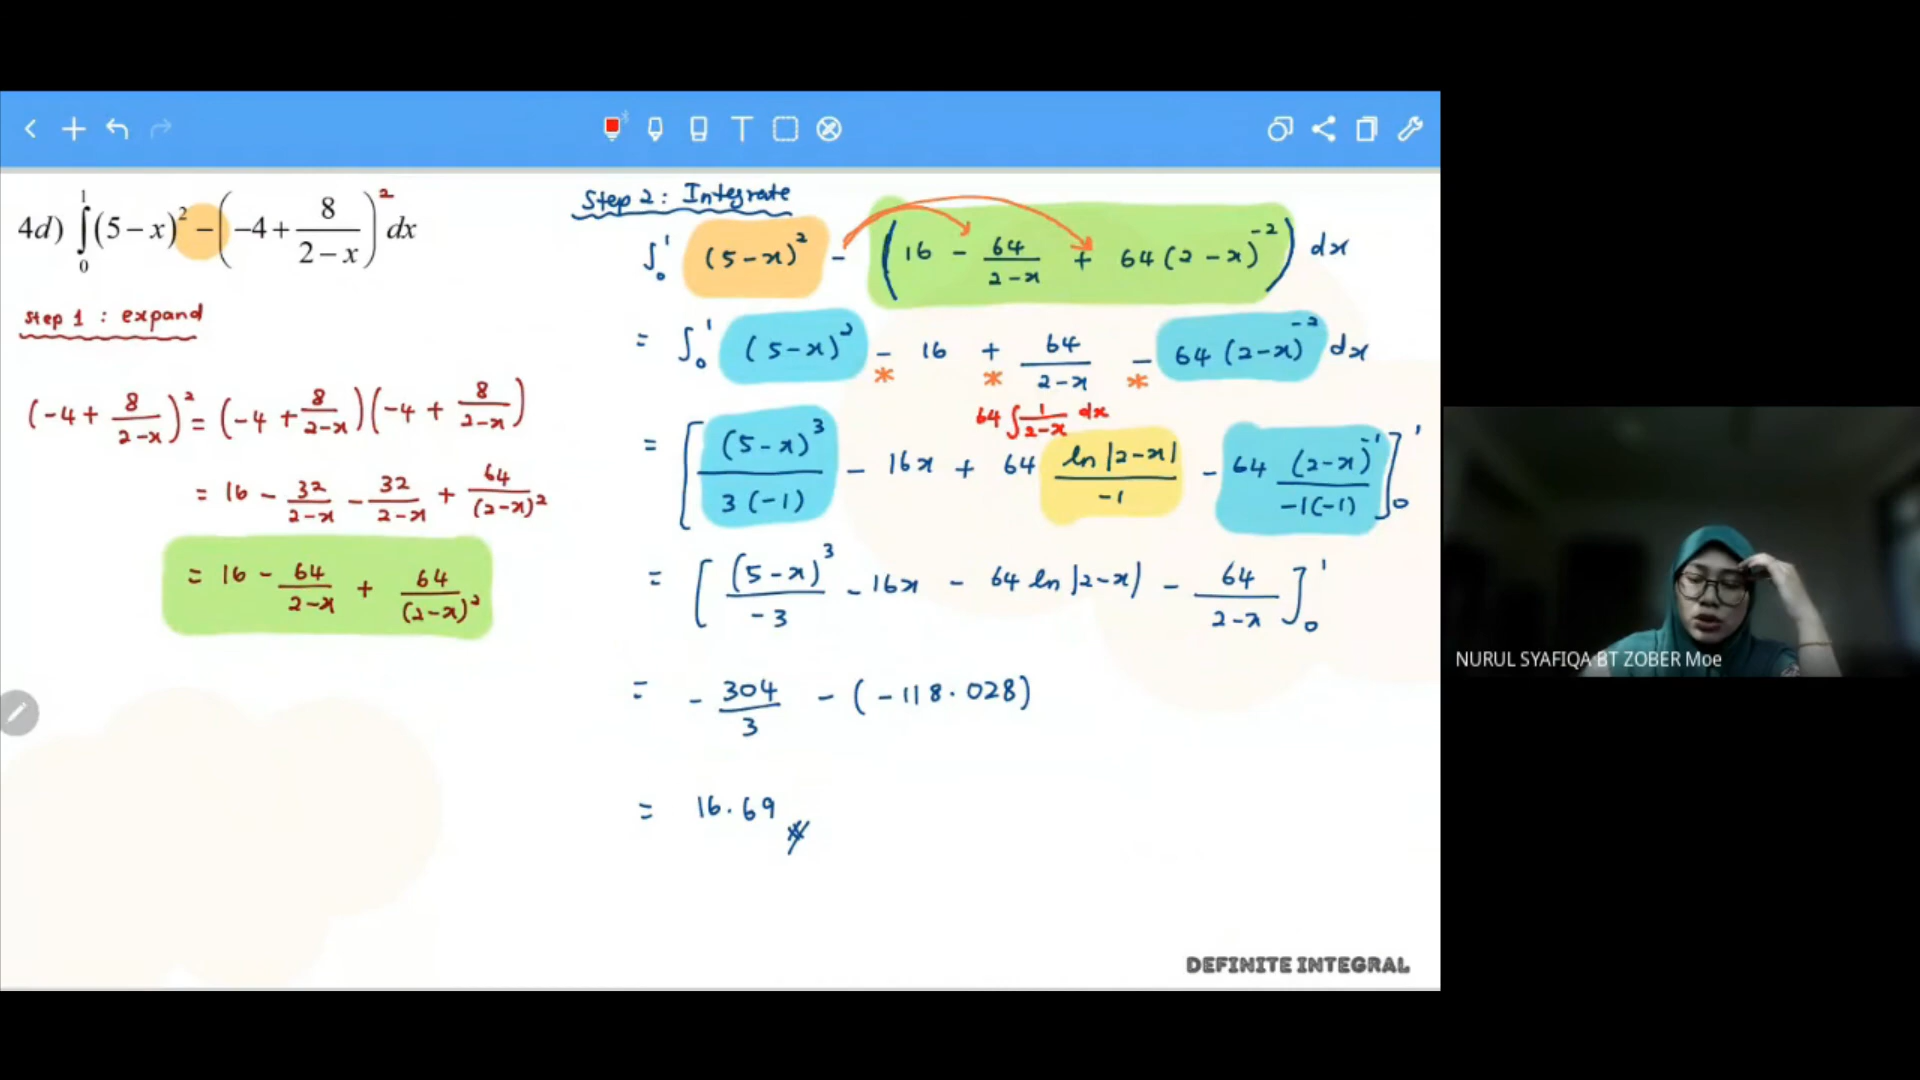 4d) ∫₀¹ (5−x)² − (−4 + 8/(2−x))² dx
Step 1 : expand
(−4 + 8/(2−x))² = (−4 + 8/(2−x))(−4 + 8/(2−x))
= 16 − 32/(2−x) − 32/(2−x) + 64/(2−x)²
= 16 − 64/(2−x) + 64/(2−x)²
Step 2 : Integrate
∫₀¹ (5−x)² − (16 − 64/(2−x) + 64(2−x)⁻²) dx
= ∫₀¹ (5−x)² − 16 + 64/(2−x) − 64(2−x)⁻² dx
* * *
64 ∫ 1/(2−x) dx
= [(5−x)³/3(−1) − 16x + 64 ln|2−x|/−1 − 64 (2−x)⁻¹/−1(−1)]₀¹
= [(5−x)³/−3 − 16x − 64 ln|2−x| − 64/(2−x)]₀¹
= − 304/3 − (−118.028)
= 16.69
DEFINITE INTEGRAL
NURUL SYAFIQA BT ZOBER Moe